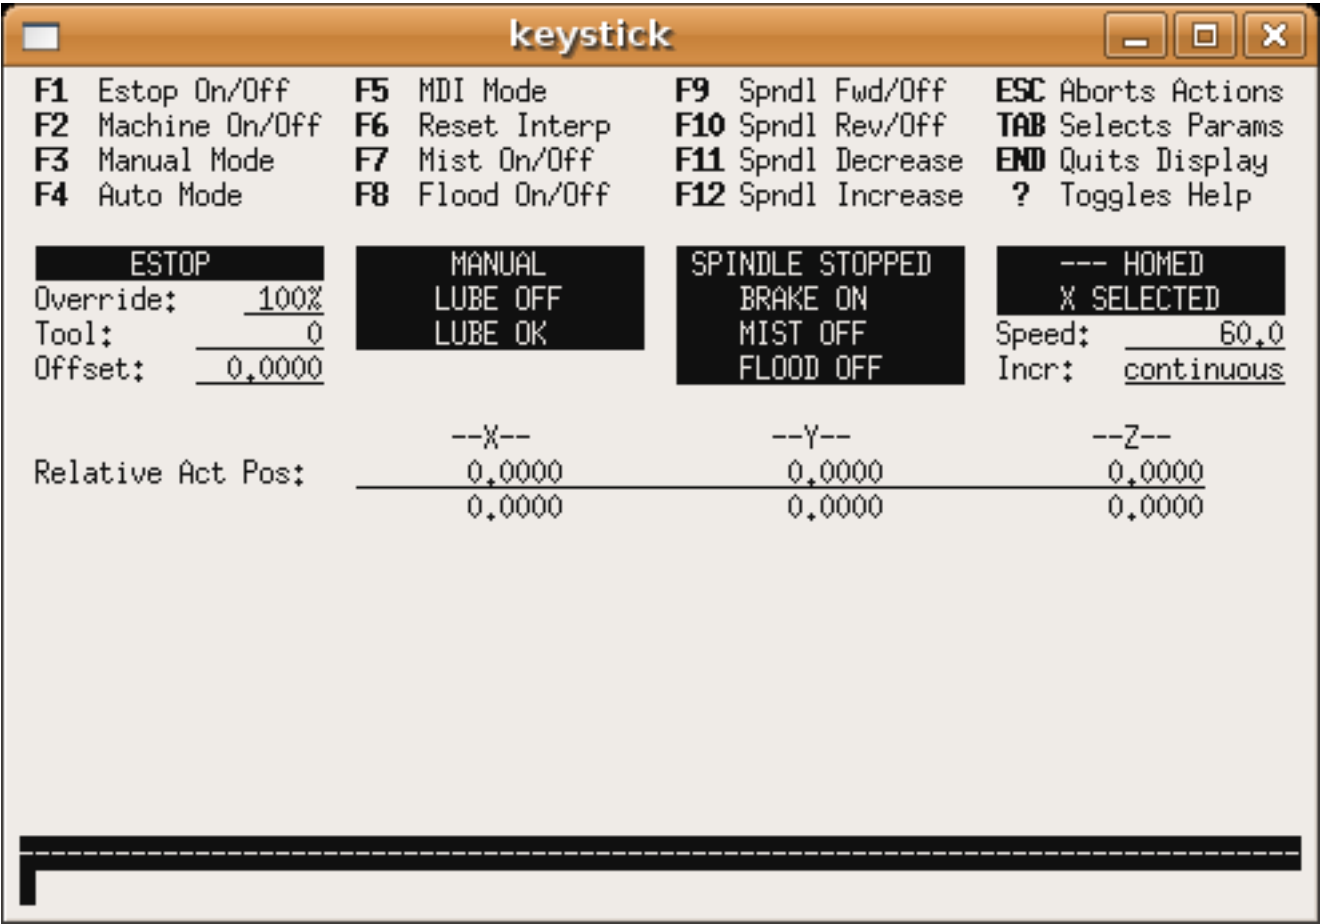 keystick
F1 Estop On/Off F5 MDI Mode F9 Spndl Fwd/Off ESC Aborts Actions
F2 Machine On/Off F6 Reset Interp F10 Spndl Rev/Off TAB Selects Params
F3 Manual Mode F7 Mist On/Off F11 Spndl Decrease END Quits Display
F4 Auto Mode F8 Flood On/Off F12 Spndl Increase ? Toggles Help
ESTOP MANUAL SPINDLE STOPPED --- HOMED
Override: 100% LUBE OFF BRAKE ON X SELECTED
Tool: 0 LUBE OK MIST OFF Speed: 60.0
Offset: 0.0000 FLOOD OFF Incr: continuous
--X-- --Y-- --Z--
Relative Act Pos: 0.0000 0.0000 0.0000
0.0000 0.0000 0.0000